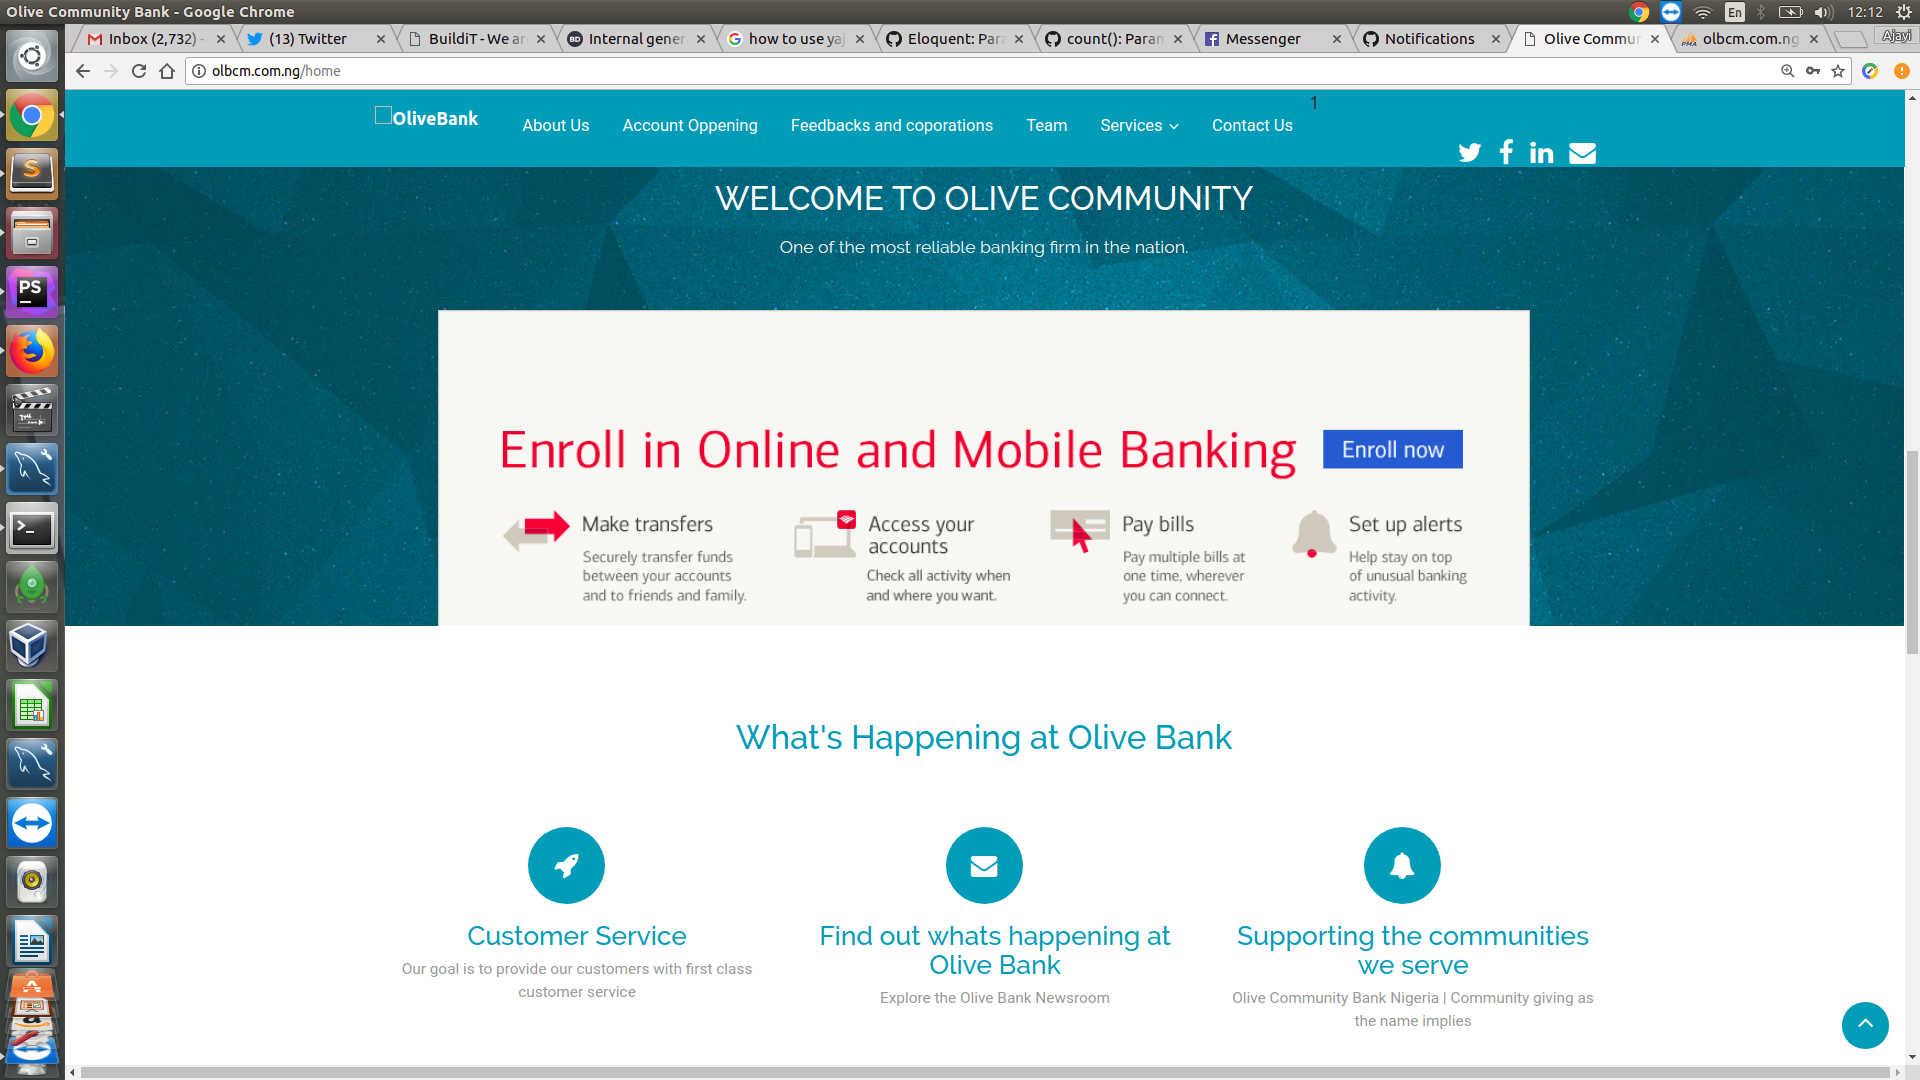 Olive Community Bank - Google Chrome
En
12:12
Inbox (2,732) -
(13) Twitter
BuildiT - We ar
Internal gener
how to use yaj
Eloquent: Para
count(): Param
Messenger
Notifications
Olive Commun
olbcm.com.ng
Ajayi
olbcm.com.ng/home
OliveBank
About Us
Account Oppening
Feedbacks and coporations
Team
Services
Contact Us
1
WELCOME TO OLIVE COMMUNITY
One of the most reliable banking firm in the nation.
Enroll in Online and Mobile Banking
Enroll now
Make transfers
Securely transfer funds
between your accounts
and to friends and family.
Access your
accounts
Check all activity when
and where you want.
Pay bills
Pay multiple bills at
one time, wherever
you can connect.
Set up alerts
Help stay on top
of unusual banking
activity.
What's Happening at Olive Bank
Customer Service
Our goal is to provide our customers with first class
customer service
Find out whats happening at
Olive Bank
Explore the Olive Bank Newsroom
Supporting the communities
we serve
Olive Community Bank Nigeria | Community giving as
the name implies